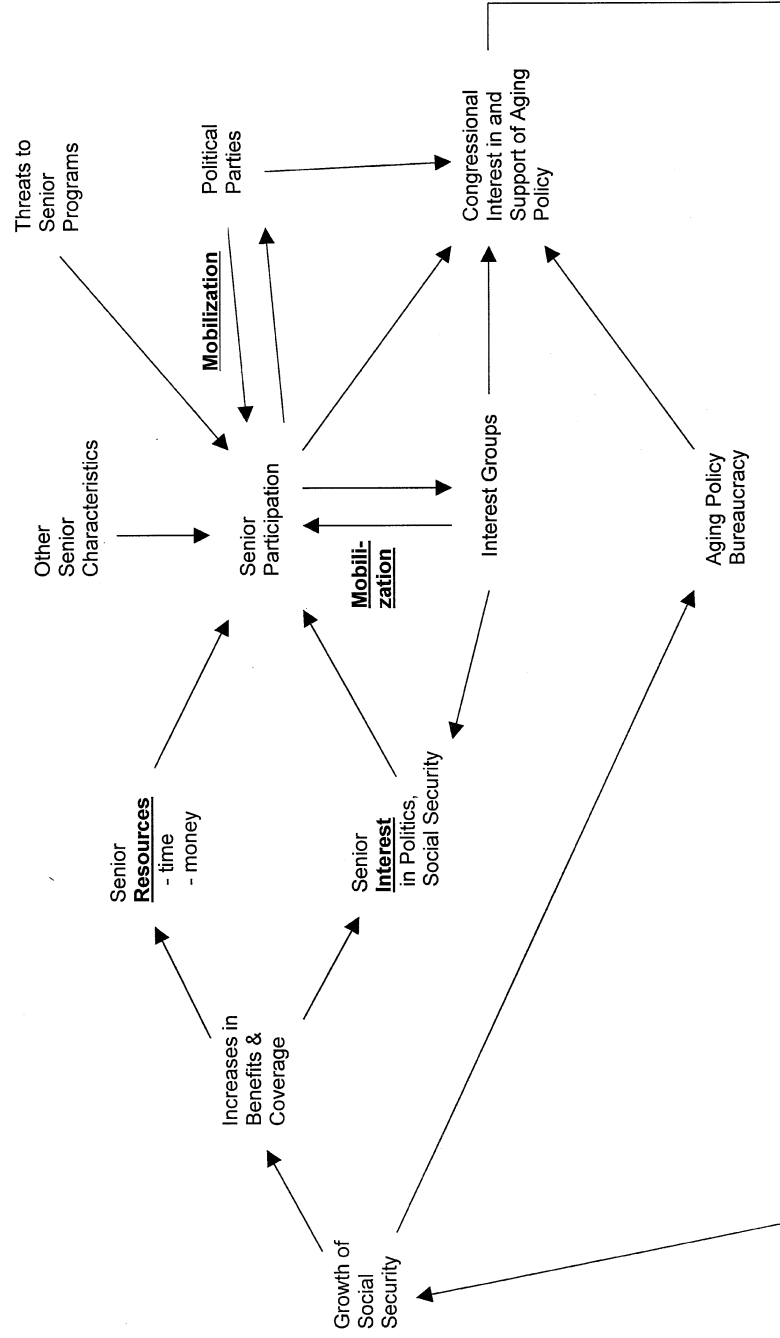 Growth of
Social
Security
Increases in
Benefits &
Coverage
Senior
Resources
- time
- money
Senior
Interest
in Politics,
Social Security
Other
Senior
Characteristics
Senior
Participation
Mobili-
zation
Interest Groups
Aging Policy
Bureaucracy
Threats to
Senior
Programs
Mobilization
Political
Parties
Congressional
Interest in and
Support of Aging
Policy